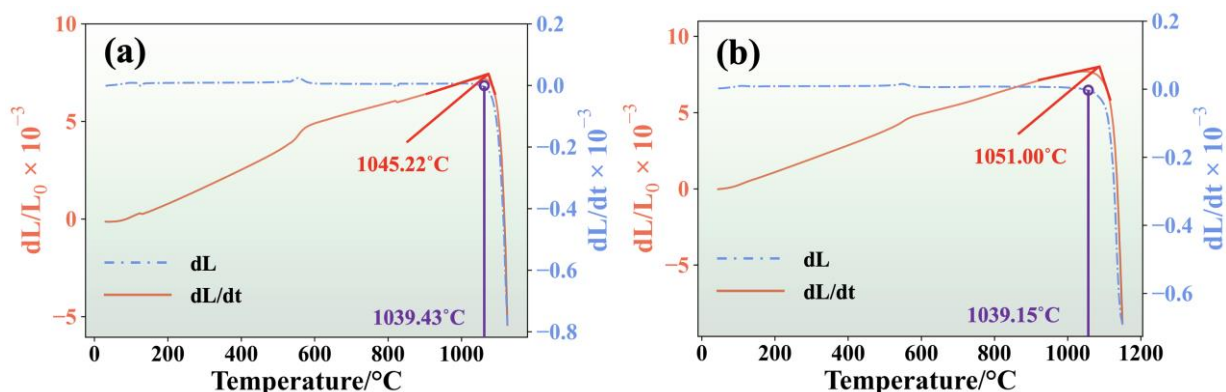 (a)
10
5
0
−5
dL/L₀ × 10⁻³
0.2
0.0
−0.2
−0.4
−0.6
−0.8
dL/dt × 10⁻³
1045.22°C
dL
dL/dt
1039.43°C
0 200 400 600 800 1000
Temperature/°C
(b)
10
5
0
−5
dL/L₀ × 10⁻³
0.2
0.0
−0.2
−0.4
−0.6
dL/dt × 10⁻³
1051.00°C
dL
dL/dt
1039.15°C
0 200 400 600 800 1000 1200
Temperature/°C